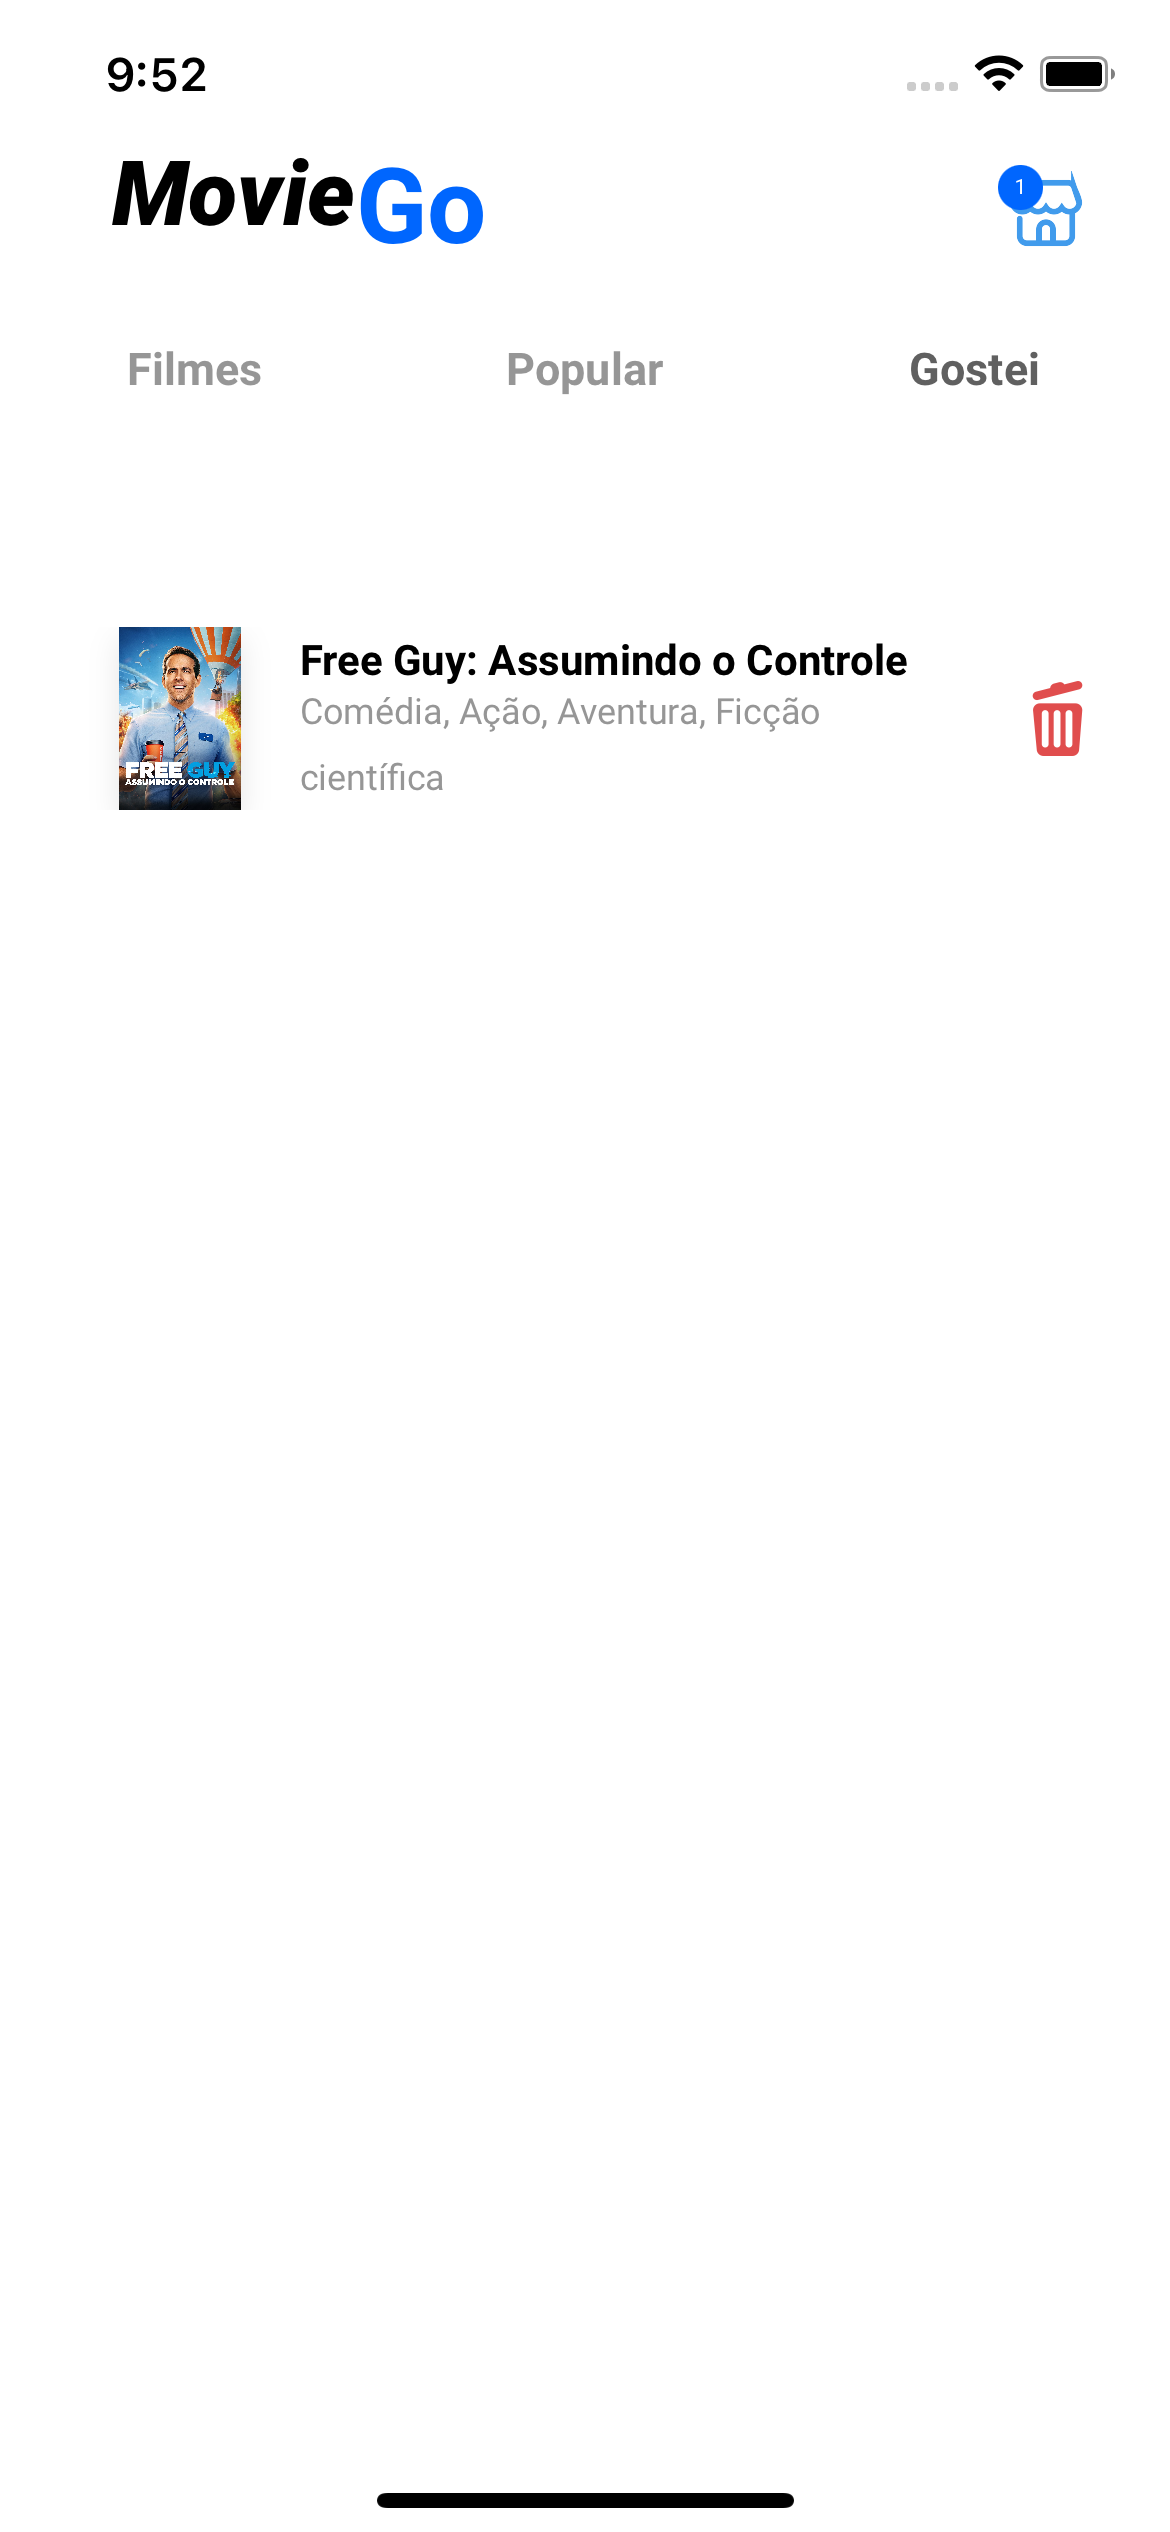 9:52
MovieGo
1
Filmes Popular Gostei
FREE GUY
ASSUMINDO O CONTROLE
Free Guy: Assumindo o Controle
Comédia, Ação, Aventura, Ficção
científica